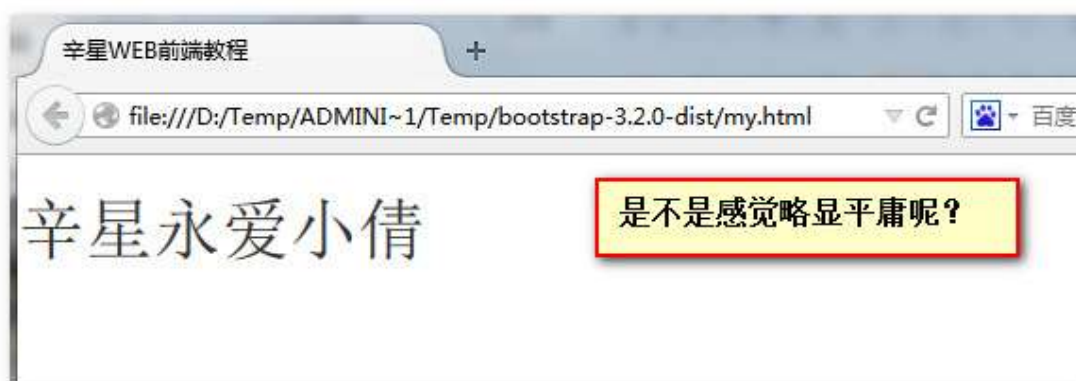 辛星WEB前端教程
file:///D:/Temp/ADMINI~1/Temp/bootstrap-3.2.0-dist/my.html
百度
辛星永爱小倩
是不是感觉略显平庸呢？